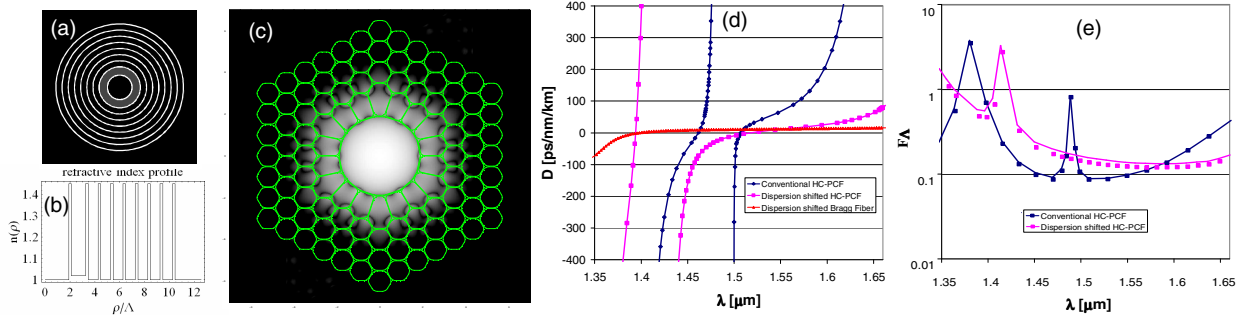 (a)
refractive index profile
(b)
n(ρ)
1.4
1.3
1.2
1.1
1
0 2 4 6 8 10 12
ρ/Λ
(c)
(d)
D [ps/nm/km]
400
300
200
100
0
-100
-200
-300
-400
Conventional HC-PCF
Dispersion shifted HC-PCF
Dispersion shifted Bragg Fiber
1.35 1.4 1.45 1.5 1.55 1.6 1.65
λ [μm]
(e)
FΛ
10
1
0.1
0.01
Conventional HC-PCF
Dispersion shifted HC-PCF
1.35 1.4 1.45 1.5 1.55 1.6 1.65
λ [μm]